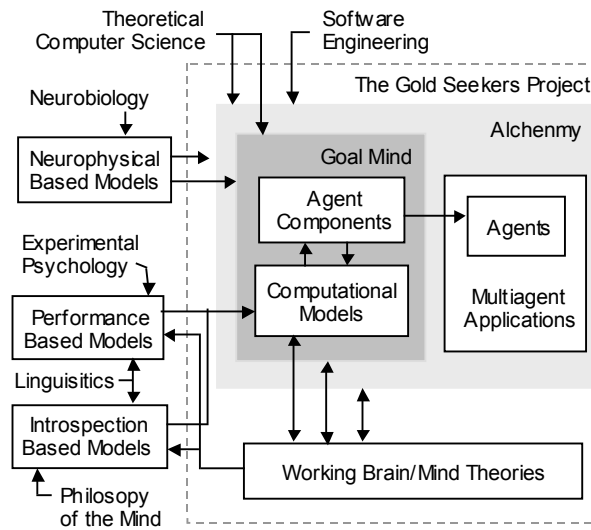 Theoretical
Computer Science
Software
Engineering
The Gold Seekers Project
Neurobiology
Alchenmy
Neurophysical
Based Models
Goal Mind
Agent
Components
Agents
Experimental
Psychology
Computational
Models
Multiagent
Applications
Performance
Based Models
Linguisitics
Introspection
Based Models
Working Brain/Mind Theories
Philosopy
of the Mind